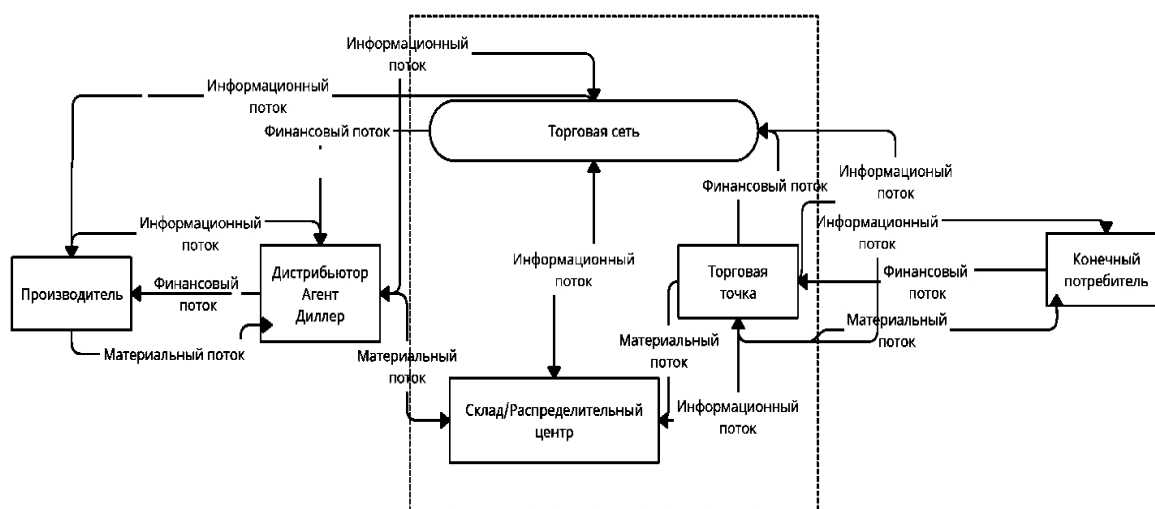 Информационный
поток
Информационный
поток
Финансовый поток
Торговая сеть
Информационый
поток
Финансовый поток
Информационный
поток
Информационный
поток
Производитель
Финансовый
поток
Дистрибьютор
Агент
Диллер
Информационный
поток
Торговая
точка
Финансовый
поток
Конечный
потребитель
Материальный поток
Материальный
поток
Материальный
поток
Материальный
поток
Склад/Распределительный
центр
Информационный
поток